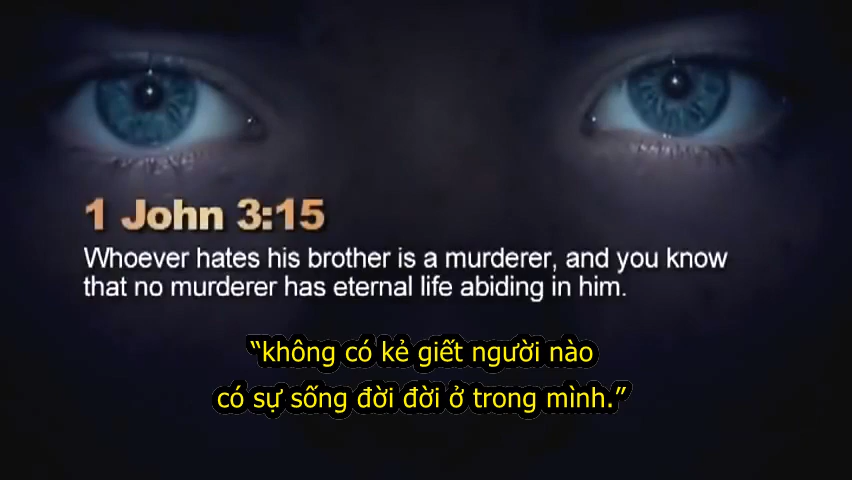 1 John 3:15
Whoever hates his brother is a murderer, and you know
that no murderer has eternal life abiding in him.
“không có kẻ giết người nào
có sự sống đời đời ở trong mình.”